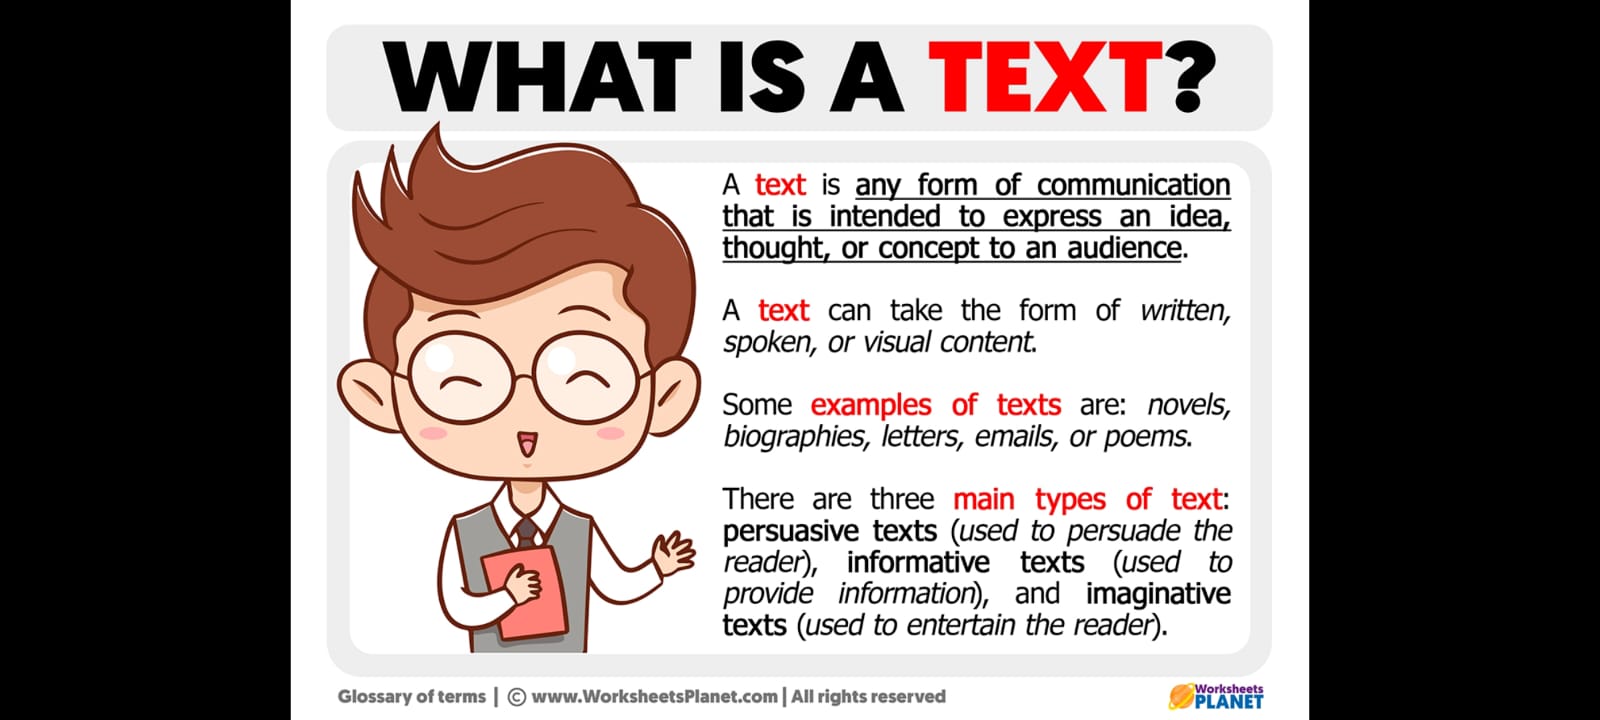 WHAT IS A TEXT?
A text is any form of communication
that is intended to express an idea,
thought, or concept to an audience.
A text can take the form of written,
spoken, or visual content.
Some examples of texts are: novels,
biographies, letters, emails, or poems.
There are three main types of text:
persuasive texts (used to persuade the
reader), informative texts (used to
provide information), and imaginative
texts (used to entertain the reader).
Glossary of terms | © www.WorksheetsPlanet.com | All rights reserved
Worksheets
PLANET